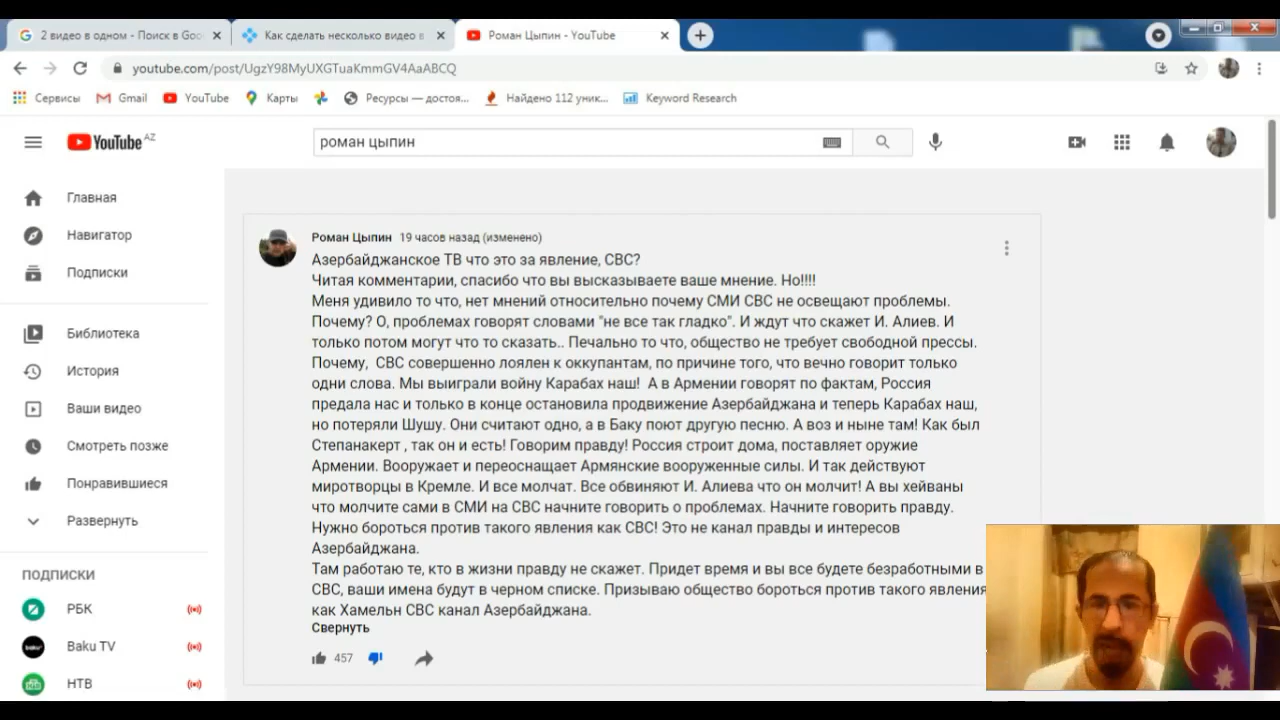 2 видео в одном - Поиск в Goo
Как сделать несколько видео в
Роман Цыпин - YouTube
youtube.com/post/UgzY98MyUXGTuaKmmGV4AaABCQ
Сервисы
Gmail
YouTube
Карты
Ресурсы — достоя...
Найдено 112 уник...
Keyword Research
YouTube AZ
роман цыпин
Главная
Навигатор
Подписки
Библиотека
История
Ваши видео
Смотреть позже
Понравившиеся
Развернуть
ПОДПИСКИ
РБК
Baku TV
НТВ
Роман Цыпин 19 часов назад (изменено)
Азербайджанское ТВ что это за явление, СВС?
Читая комментарии, спасибо что вы высказываете ваше мнение. Но!!!!
Меня удивило то что, нет мнений относительно почему СМИ СВС не освещают проблемы.
Почему? О, проблемах говорят словами "не все так гладко". И ждут что скажет И. Алиев. И
только потом могут что то сказать.. Печально то что, общество не требует свободной прессы.
Почему, СВС совершенно лоялен к оккупантам, по причине того, что вечно говорит только
одни слова. Мы выиграли войну Карабах наш! А в Армении говорят по фактам, Россия
предала нас и только в конце остановила продвижение Азербайджана и теперь Карабах наш,
но потеряли Шушу. Они считают одно, а в Баку поют другую песню. А воз и ныне там! Как был
Степанакерт , так он и есть! Говорим правду! Россия строит дома, поставляет оружие
Армении. Вооружает и переоснащает Армянские вооруженные силы. И так действуют
миротворцы в Кремле. И все молчат. Все обвиняют И. Алиева что он молчит! А вы хейваны
что молчите сами в СМИ на СВС начните говорить о проблемах. Начните говорить правду.
Нужно бороться против такого явления как СВС! Это не канал правды и интересов
Азербайджана.
Там работаю те, кто в жизни правду не скажет. Придет время и вы все будете безработными в
СВС, ваши имена будут в черном списке. Призываю общество бороться против такого явления
как Хамельн СВС канал Азербайджана.
Свернуть
457